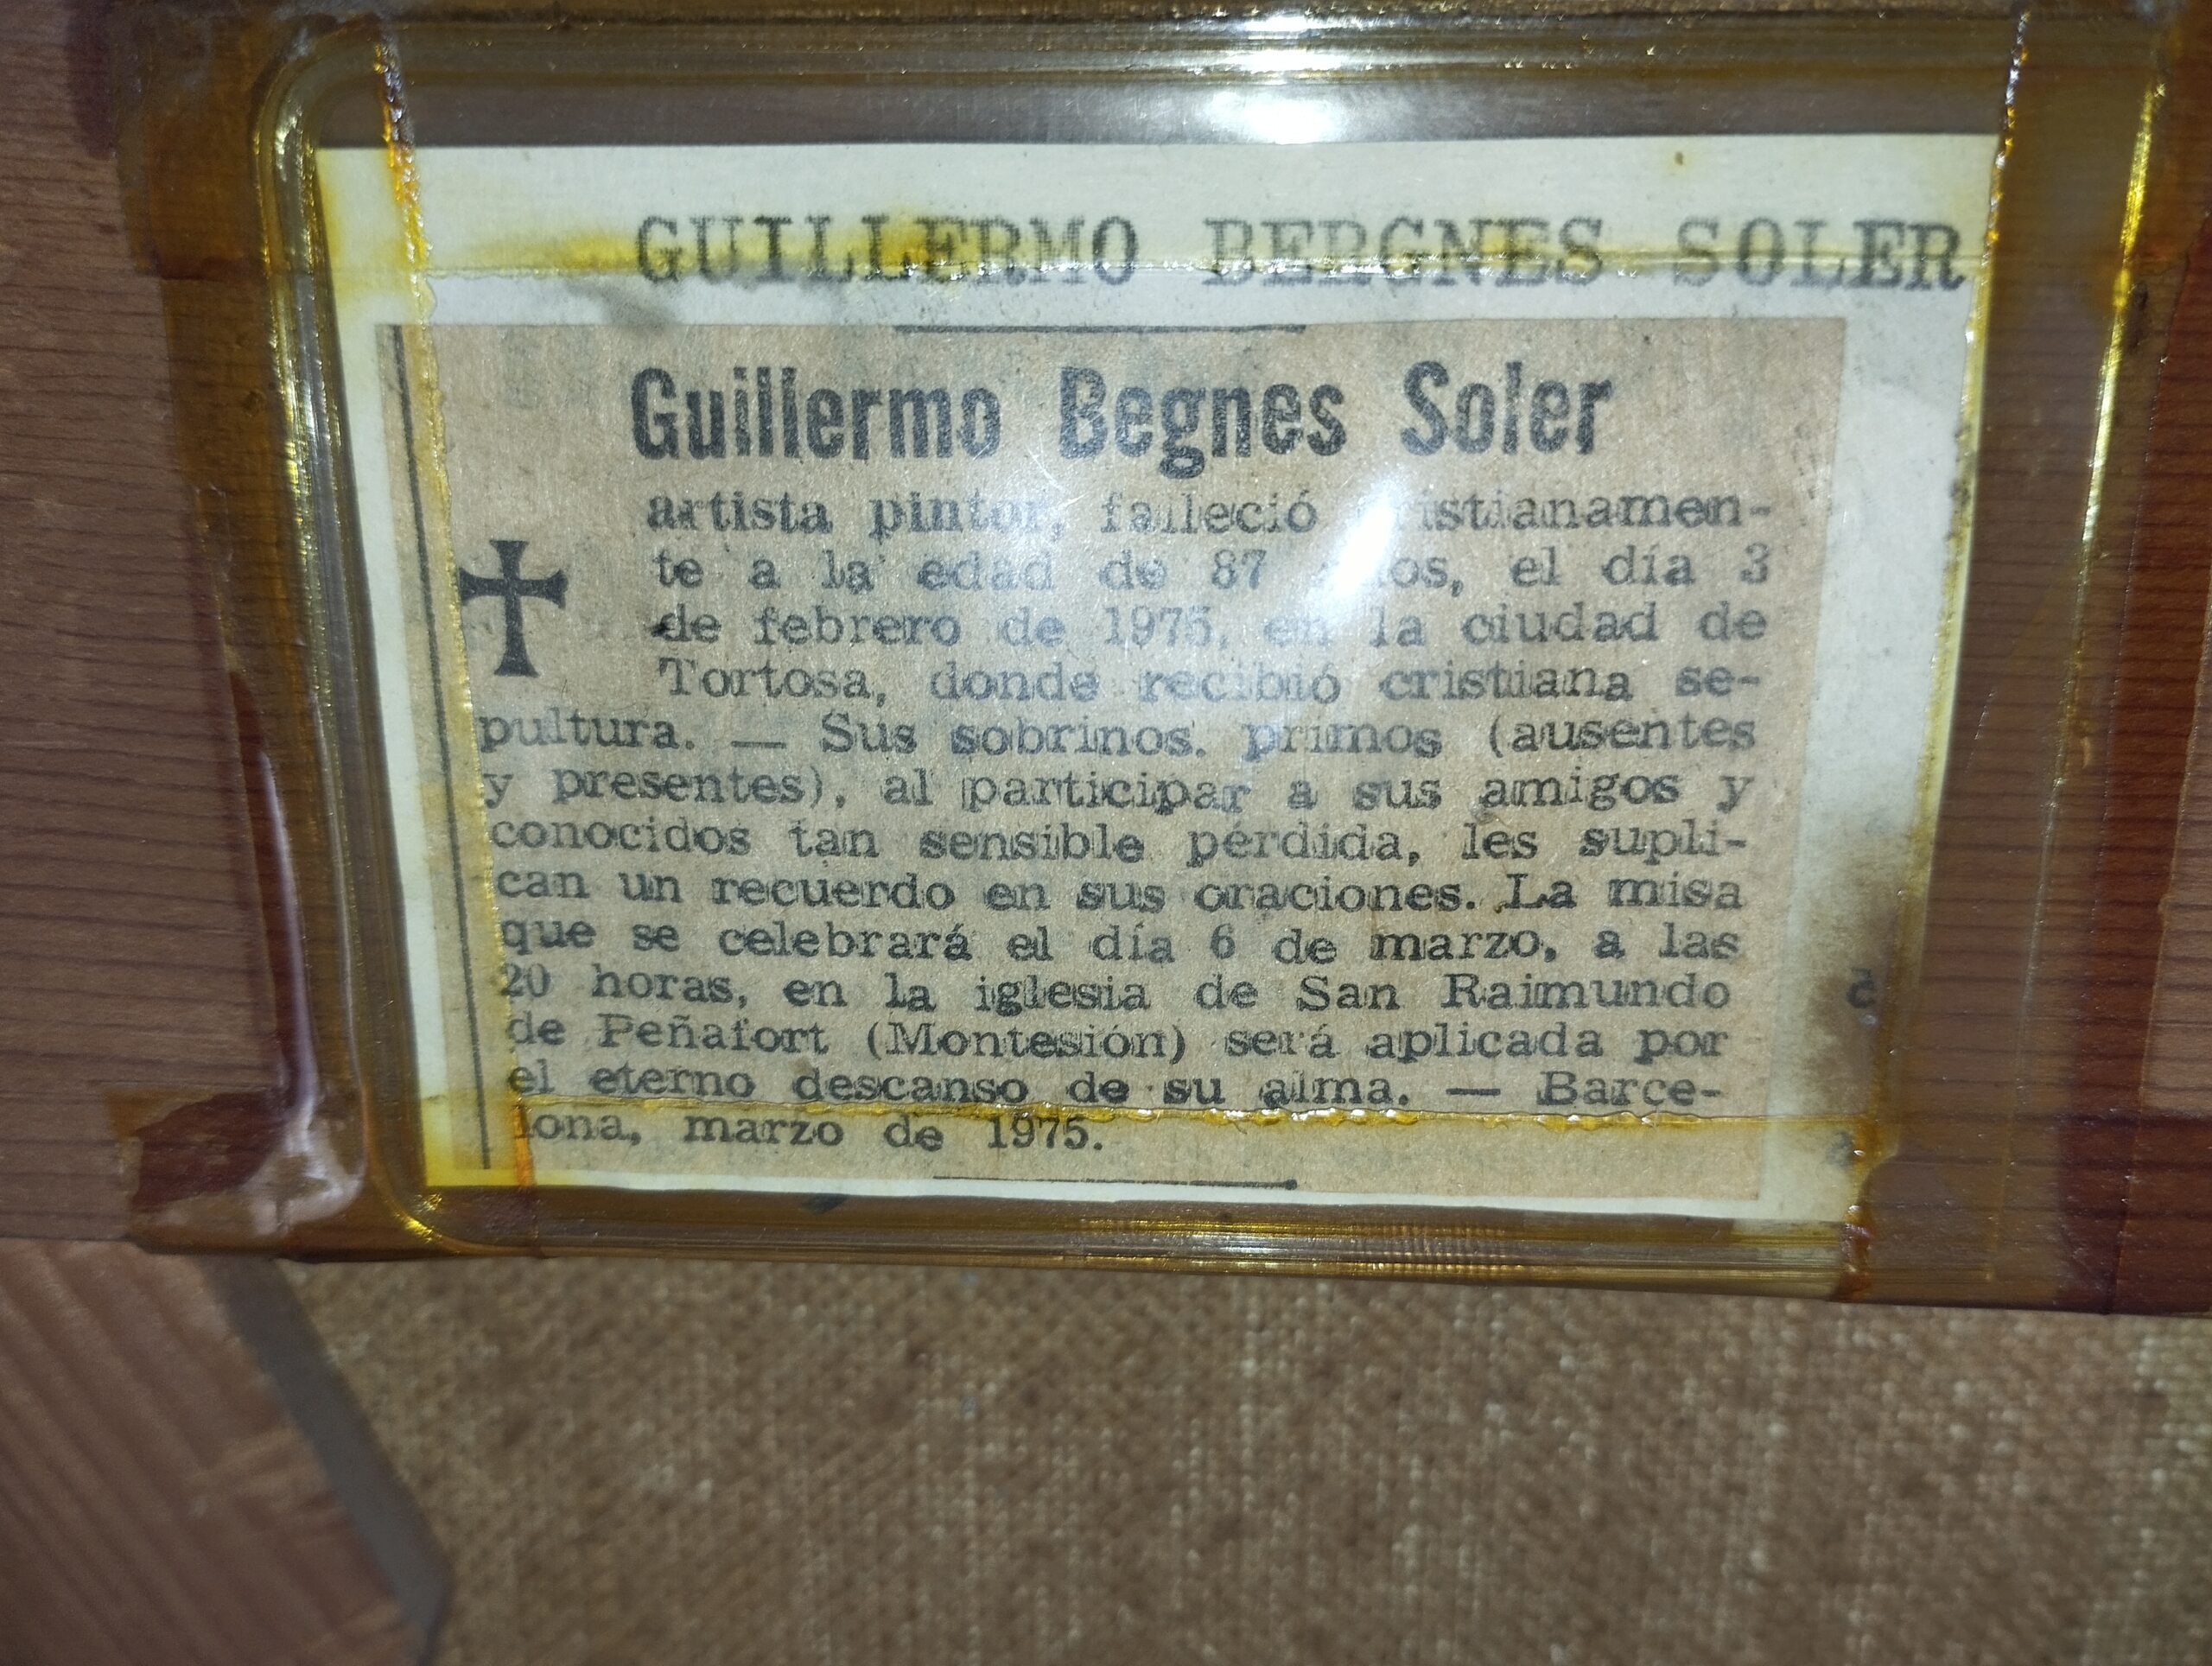 GUILLERMO BERGNES SOLER
Guillermo Begnes Soler
artista pintor, falleció cristianamen-
te a la edad de 87 años, el día 3
de febrero de 1975, en la ciudad de
Tortosa, donde recibió cristiana se-
pultura. — Sus sobrinos, primos (ausentes
y presentes), al participar a sus amigos y
conocidos tan sensible pérdida, les supli-
can un recuerdo en sus oraciones. La misa
que se celebrará el día 6 de marzo, a las
20 horas, en la iglesia de San Raimundo
de Peñafort (Montesión) será aplicada por
el eterno descanso de su alma. — Barce-
lona, marzo de 1975.